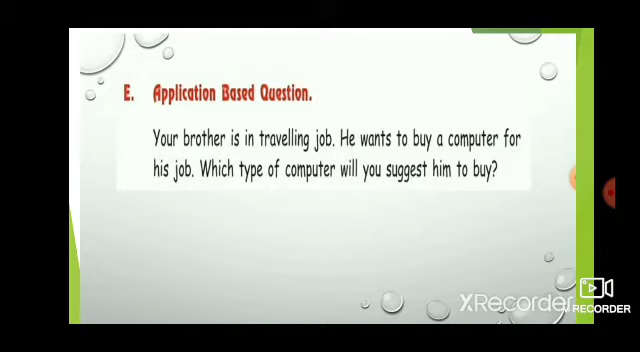 E. Application Based Question.
Your brother is in travelling job. He wants to buy a computer for
his job. Which type of computer will you suggest him to buy?
XRecorder
RECORDER